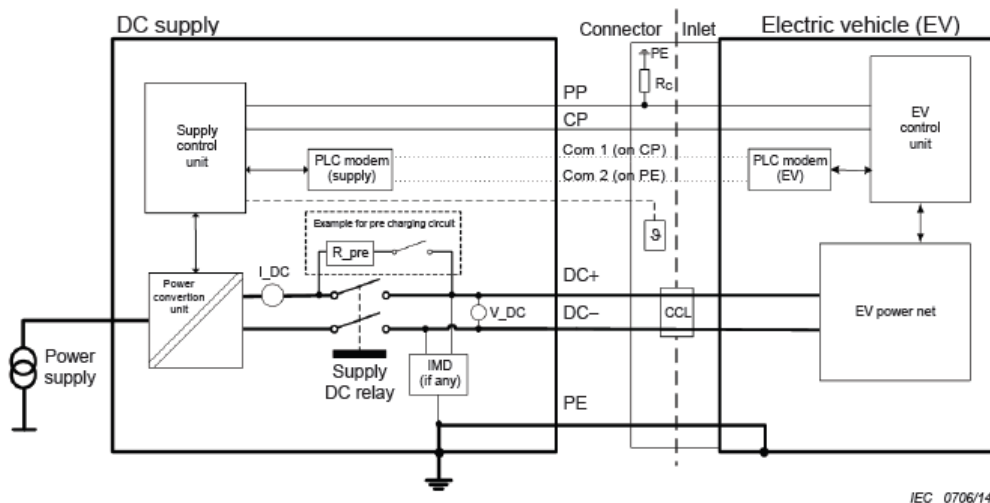 DC supply
Connector
Inlet
Electric vehicle (EV)
PE
Rc
PP
CP
Supply
control
unit
EV
control
unit
PLC modem
(supply)
Com 1 (on CP)
Com 2 (on PE)
PLC modem
(EV)
Example for pre charging circuit
R_pre
ϑ
I_DC
DC+
Power
convertion
unit
V_DC
DC–
CCL
EV power net
Power
supply
Supply
DC relay
IMD
(if any)
PE
IEC 0706/14